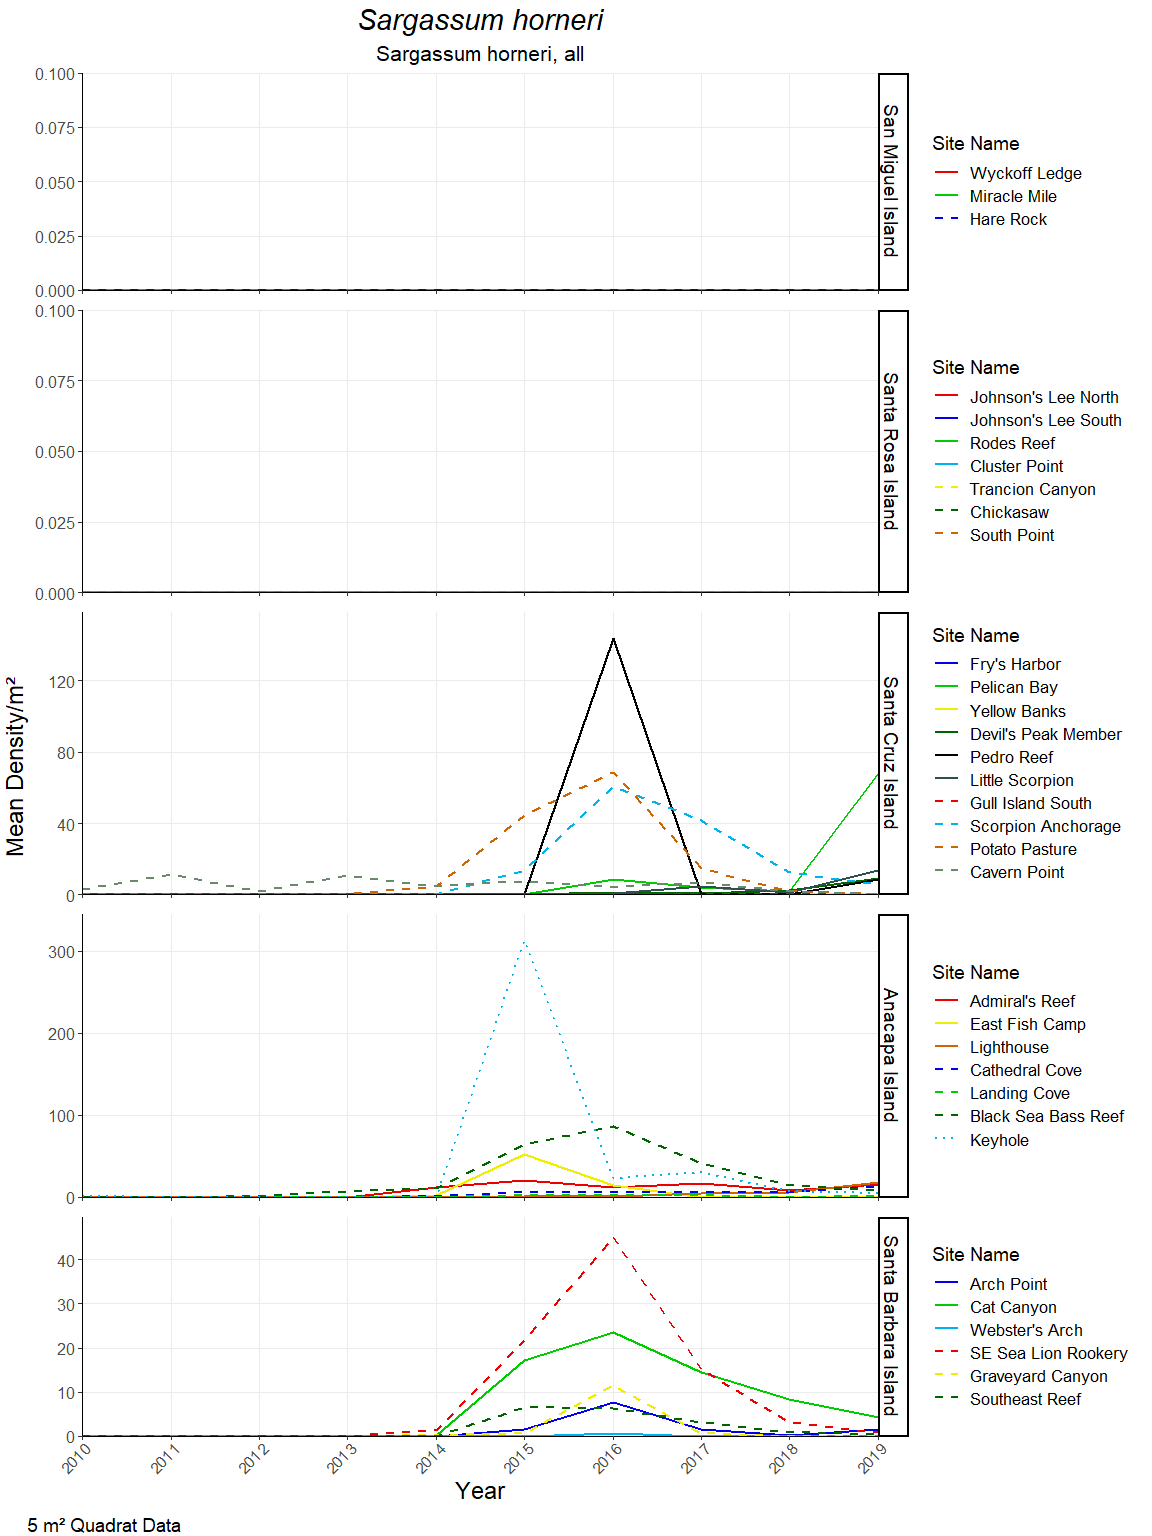 Sargassum horneri
Sargassum horneri, all
Mean Density/m²
0.100
0.075
0.050
0.025
0.000
San Miguel Island
Site Name
Wyckoff Ledge
Miracle Mile
Hare Rock
0.100
0.075
0.050
0.025
0.000
Santa Rosa Island
Site Name
Johnson's Lee North
Johnson's Lee South
Rodes Reef
Cluster Point
Trancion Canyon
Chickasaw
South Point
120
80
40
0
Santa Cruz Island
Site Name
Fry's Harbor
Pelican Bay
Yellow Banks
Devil's Peak Member
Pedro Reef
Little Scorpion
Gull Island South
Scorpion Anchorage
Potato Pasture
Cavern Point
300
200
100
0
Anacapa Island
Site Name
Admiral's Reef
East Fish Camp
Lighthouse
Cathedral Cove
Landing Cove
Black Sea Bass Reef
Keyhole
40
30
20
10
0
Santa Barbara Island
Site Name
Arch Point
Cat Canyon
Webster's Arch
SE Sea Lion Rookery
Graveyard Canyon
Southeast Reef
2010
2011
2012
2013
2014
2015
2016
2017
2018
2019
Year
5 m² Quadrat Data